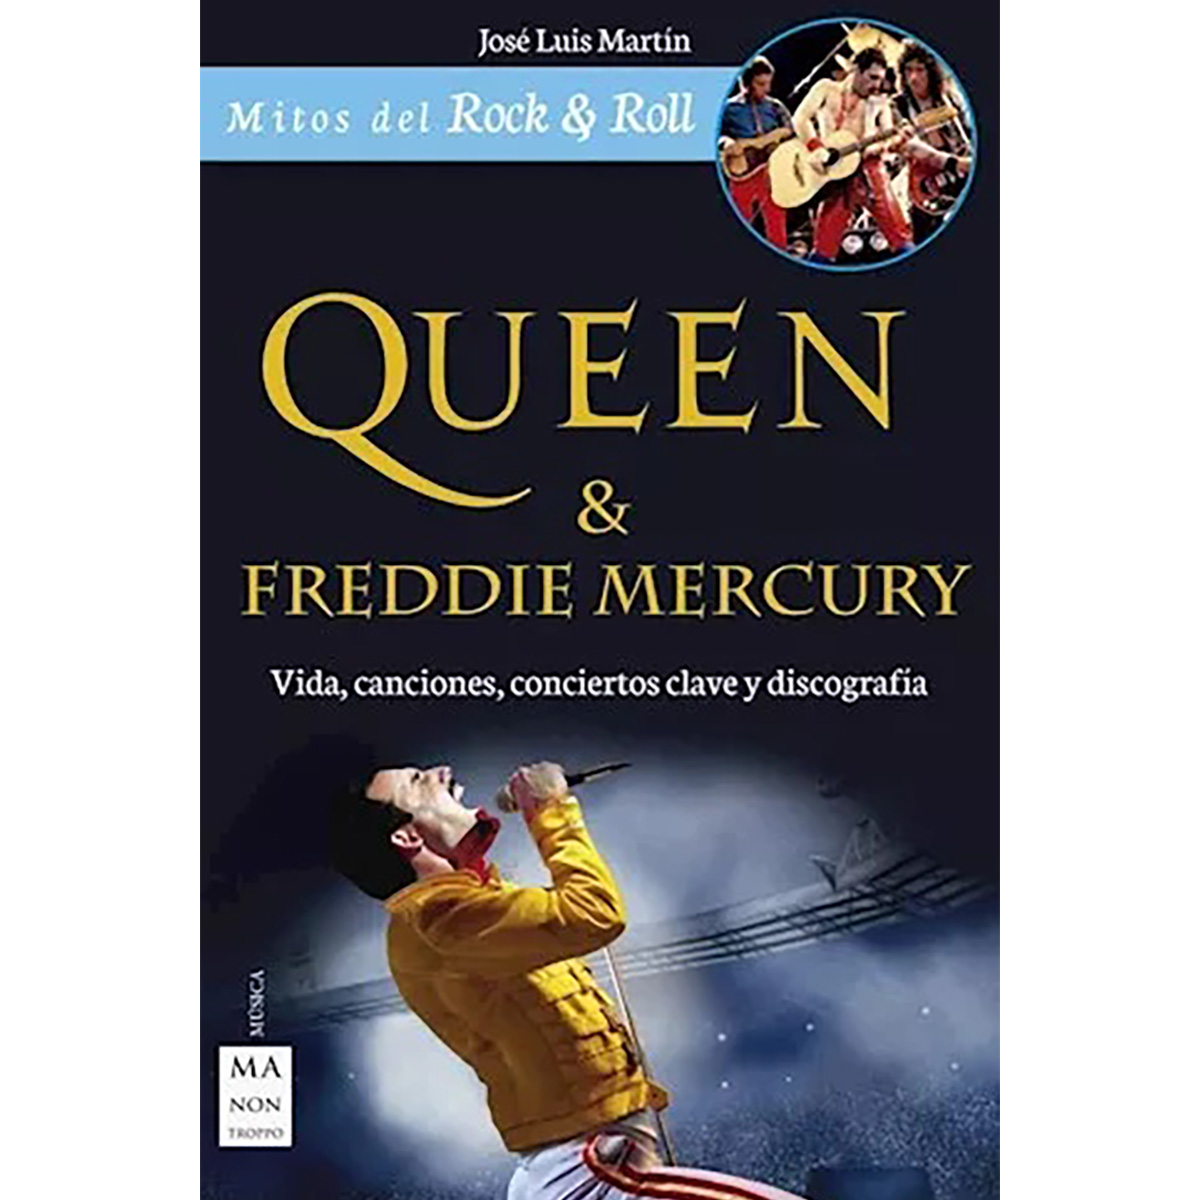 José Luis Martín
Mitos del Rock & Roll
QUEEN
&
FREDDIE MERCURY
Vida, canciones, conciertos clave y discografía
MÚSICA
MA
NON
TROPPO